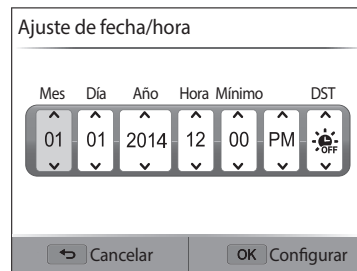 Ajuste de fecha/hora
Mes Día Año Hora Mínimo DST
01 01 2014 12 00 PM OFF
Cancelar OK Configurar